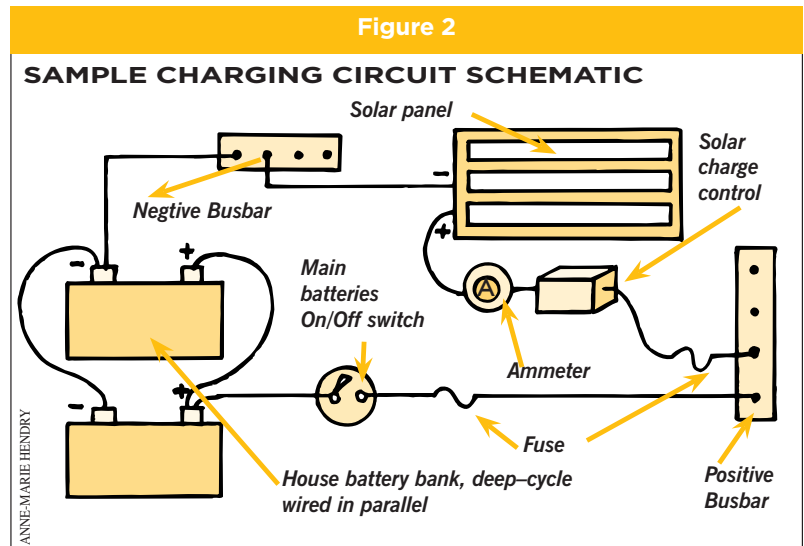 Figure 2
SAMPLE CHARGING CIRCUIT SCHEMATIC
Solar panel
Solar
charge
control
-
Negtive Busbar
+
-
+
Main
batteries
On/Off switch
A
Ammeter
-
+
Fuse
House battery bank, deep–cycle
wired in parallel
Positive
Busbar
ANNE-MARIE HENDRY